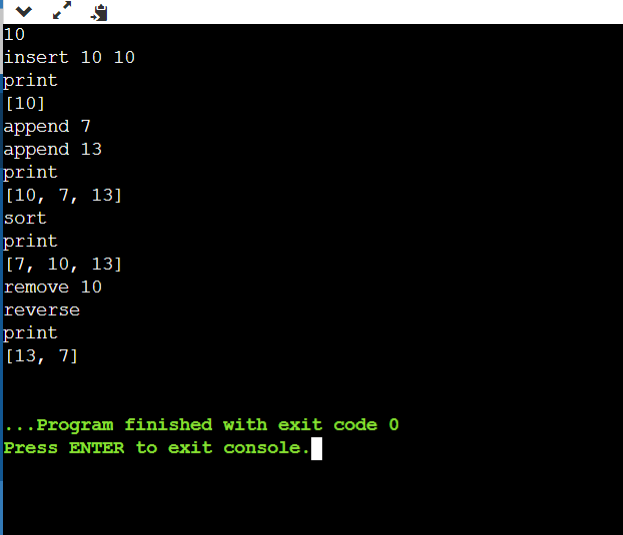 10
insert 10 10
print
[10]
append 7
append 13
print
[10, 7, 13]
sort
print
[7, 10, 13]
remove 10
reverse
print
[13, 7]
...Program finished with exit code 0
Press ENTER to exit console.